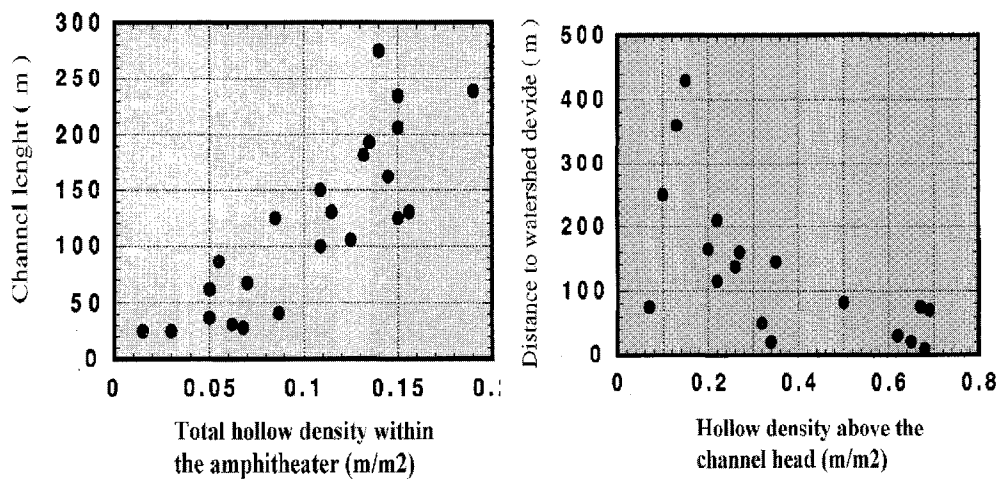 Channel lenght ( m )
300
250
200
150
100
50
0
0 0.05 0.1 0.15 0.
Total hollow density within
the amphitheater (m/m2)
Distance to watershed devide ( m )
500
400
300
200
100
0
0 0.2 0.4 0.6 0.8
Hollow density above the
channel head (m/m2)